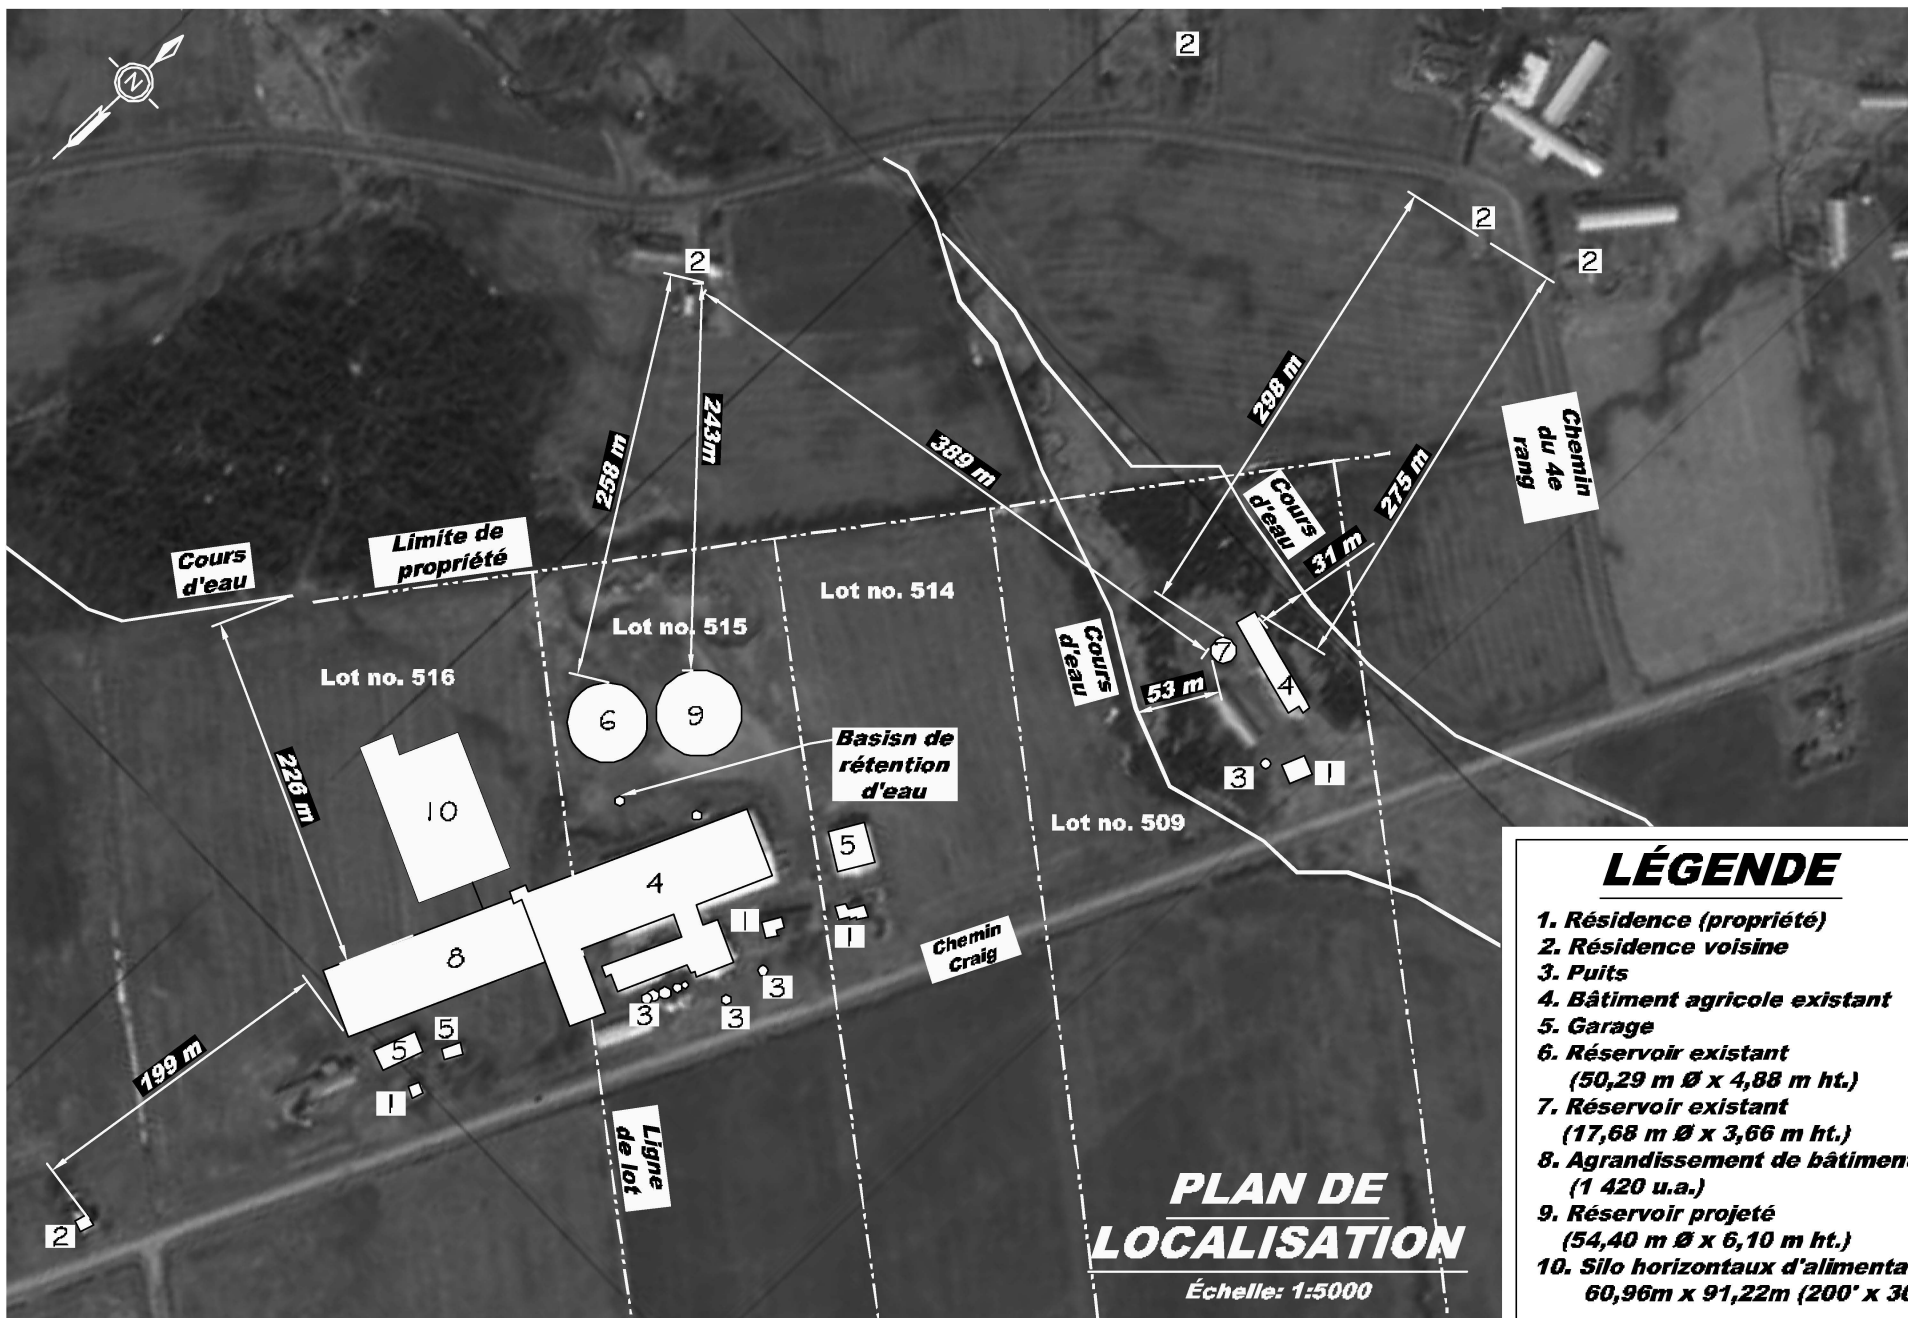 N
2
2
2
2
298 m
243m
258 m
389 m
275 m
Chemin
du 4e
rang
Cours
d'eau
31 m
Limite de
propriété
Cours
d'eau
Lot no. 514
Lot no. 515
Lot no. 516
Cours
d'eau
7
4
53 m
6
9
Basisn de
rétention
d'eau
226 m
10
3
1
Lot no. 509
5
4
1
1
8
Chemin
Craig
3
3
3
5
5
199 m
1
Ligne
de lot
2
PLAN DE
LOCALISATION
Échelle: 1:5000
LÉGENDE
1. Résidence (propriété)
2. Résidence voisine
3. Puits
4. Bâtiment agricole existant
5. Garage
6. Réservoir existant
(50,29 m Ø x 4,88 m ht.)
7. Réservoir existant
(17,68 m Ø x 3,66 m ht.)
8. Agrandissement de bâtiment
(1 420 u.a.)
9. Réservoir projeté
(54,40 m Ø x 6,10 m ht.)
10. Silo horizontaux d'alimenta
60,96m x 91,22m (200' x 30